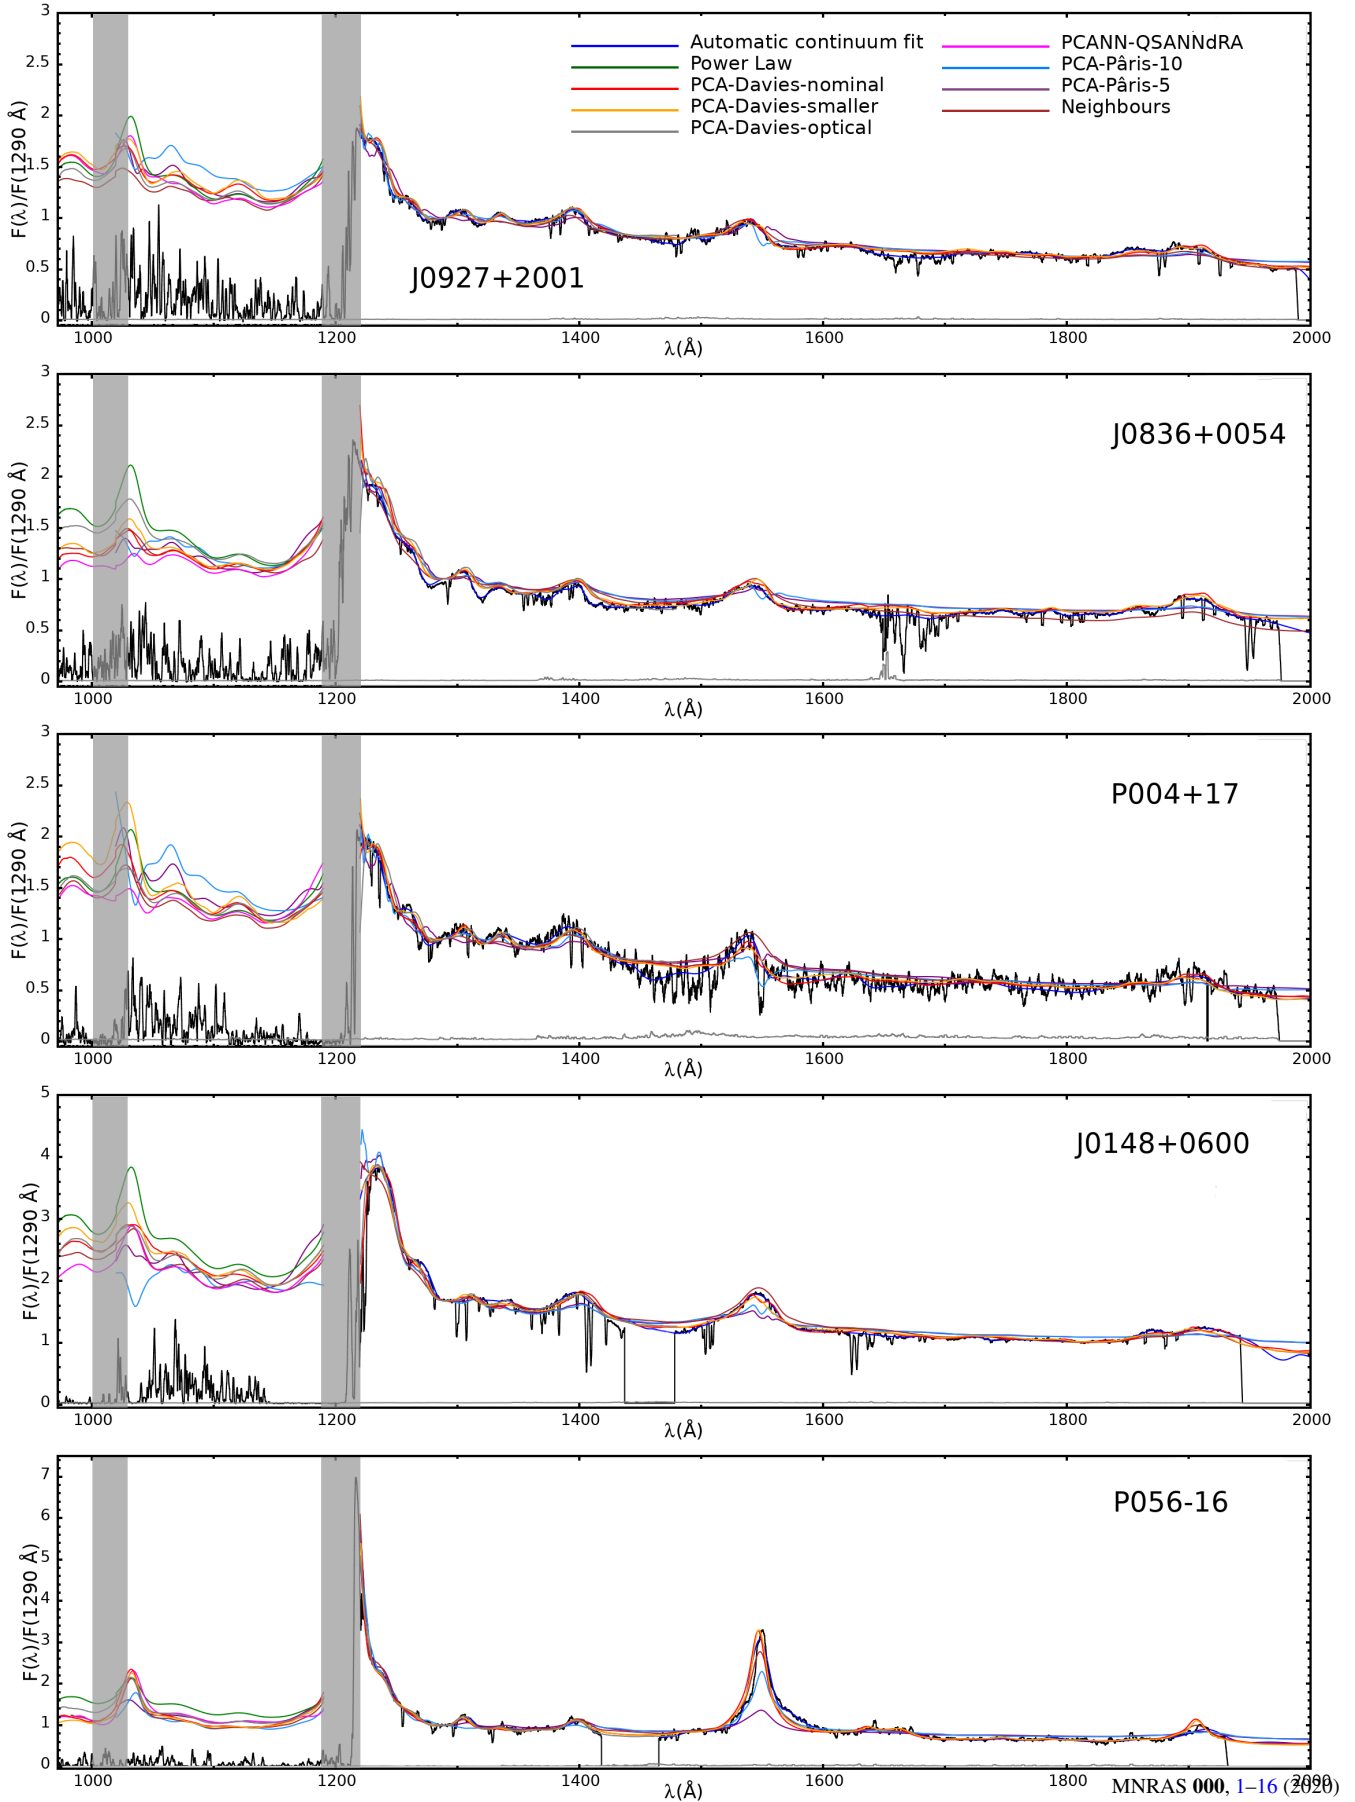 3
2.5
2
1.5
1
0.5
0
F(λ)/F(1290 Å)
Automatic continuum fit
Power Law
PCA-Davies-nominal
PCA-Davies-smaller
PCA-Davies-optical
PCANN-QSANNdRA
PCA-Pâris-10
PCA-Pâris-5
Neighbours
J0927+2001
1000 1200 1400 1600 1800 2000
λ(Å)
3
2.5
2
1.5
1
0.5
0
F(λ)/F(1290 Å)
J0836+0054
1000 1200 1400 1600 1800 2000
λ(Å)
3
2.5
2
1.5
1
0.5
0
F(λ)/F(1290 Å)
P004+17
1000 1200 1400 1600 1800 2000
λ(Å)
5
4
3
2
1
0
F(λ)/F(1290 Å)
J0148+0600
1000 1200 1400 1600 1800 2000
λ(Å)
7
6
5
4
3
2
1
0
F(λ)/F(1290 Å)
P056-16
1000 1200 1400 1600 1800 2000
λ(Å)
MNRAS 000, 1–16 (2020)